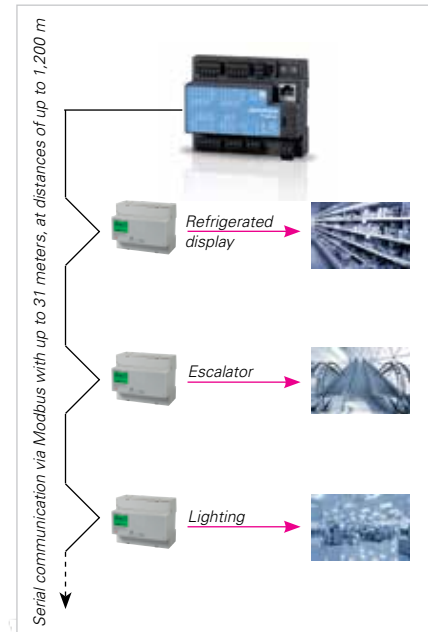 Serial communication via Modbus with up to 31 meters, at distances of up to 1,200 m
Refrigerated
display
Escalator
Lighting